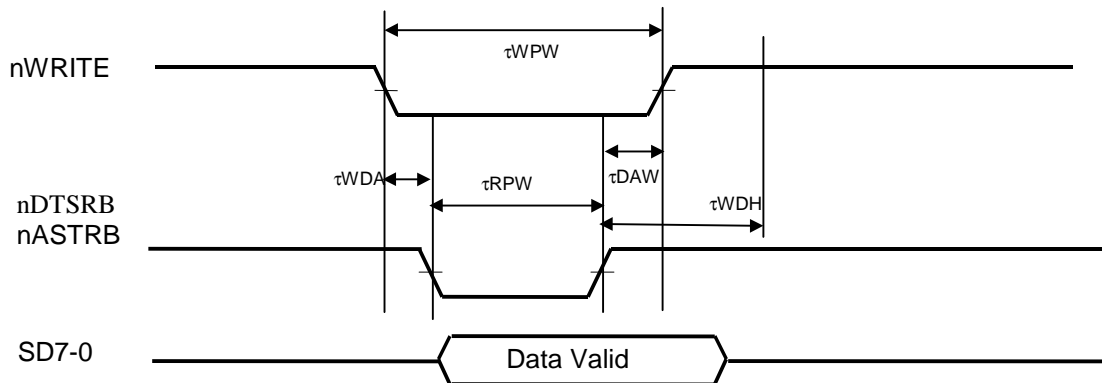 τWPW
nWRITE
τWDA
τRPW
τDAW
τWDH
nDTSRB
nASTRB
SD7-0
Data Valid